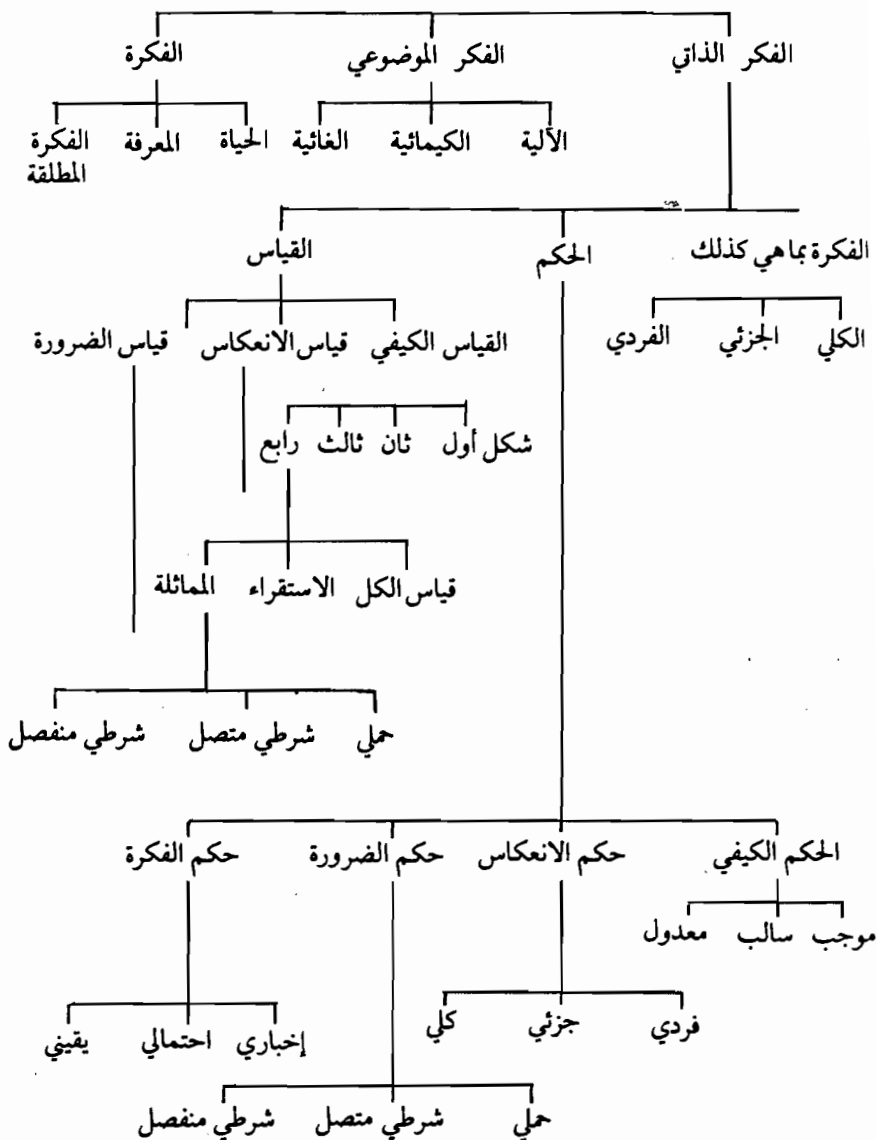 الفكر الذاتي الفكر الموضوعي الفكرة
الآلية الكيمائية الغائية الحياة المعرفة الفكرة
المطلقة
الفكرة بما هي كذلك الحكم القياس
الكلي الجزئي الفردي القياس الكيفي قياس الانعكاس قياس الضرورة
شكل أول ثان ثالث رابع
قياس الكل الاستقراء المماثلة
حملي شرطي متصل شرطي منفصل
الحكم الكيفي حكم الانعكاس حكم الضرورة حكم الفكرة
موجب سالب معدول
فردي جزئي كلي إخباري احتمالي يقيني
حملي شرطي متصل شرطي منفصل